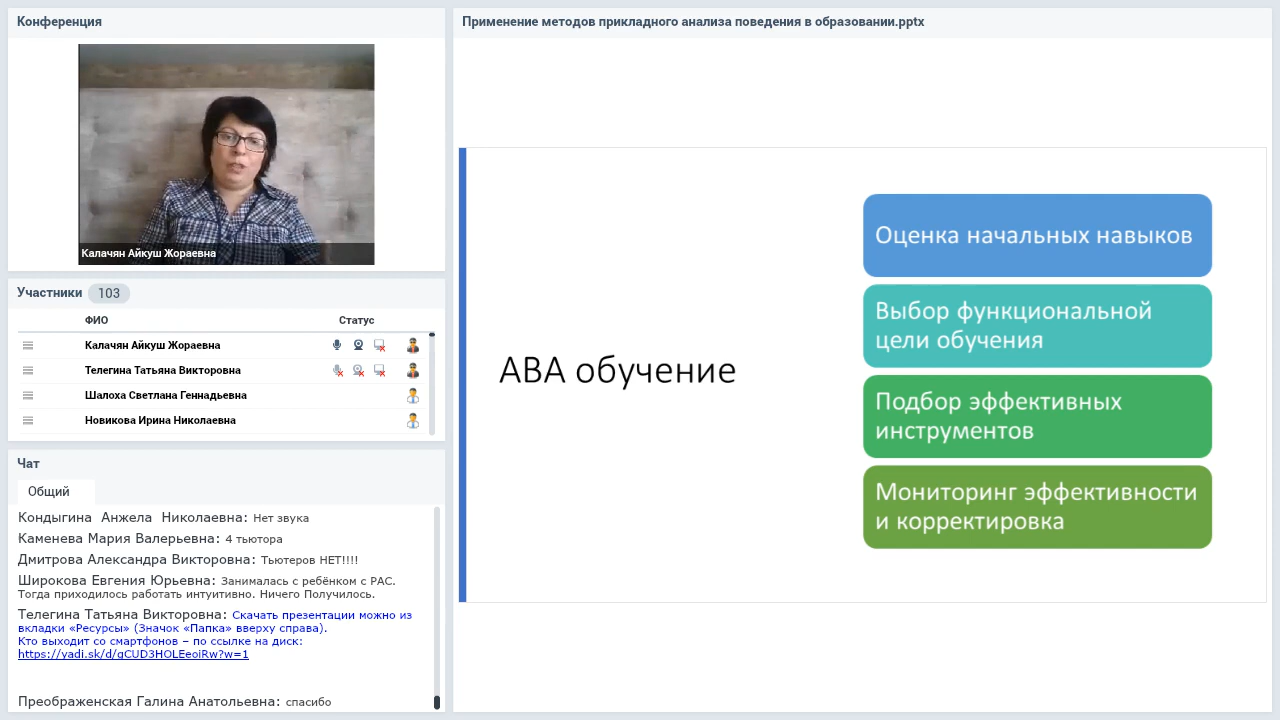 Конференция
Калачян Айкуш Жораевна
Участники 103
ФИО Статус
Калачян Айкуш Жораевна
Телегина Татьяна Викторовна
Шалоха Светлана Геннадьевна
Новикова Ирина Николаевна
Чат
Общий
Кондыгина Анжела Николаевна: Нет звука
Каменева Мария Валерьевна: 4 тьютора
Дмитрова Александра Викторовна: Тьютеров НЕТ!!!!
Широкова Евгения Юрьевна: Занималась с ребёнком с РАС.
Тогда приходилось работать интуитивно. Ничего Получилось.
Телегина Татьяна Викторовна: Скачать презентации можно из
вкладки «Ресурсы» (Значок «Папка» вверху справа).
Кто выходит со смартфонов – по ссылке на диск:
https://yadi.sk/d/gCUD3HOLEeoiRw?w=1
Преображенская Галина Анатольевна: спасибо
Применение методов прикладного анализа поведения в образовании.pptx
АВА обучение
Оценка начальных навыков
Выбор функциональной
цели обучения
Подбор эффективных
инструментов
Мониторинг эффективности
и корректировка